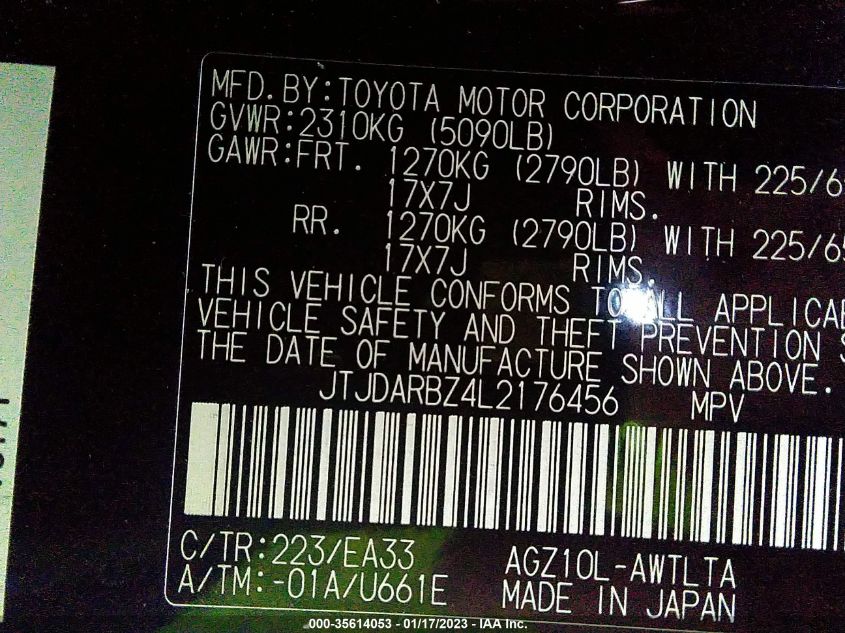 MFD.BY:TOYOTA MOTOR CORPORATION
GVWR:2310KG (5090LB)
GAWR:FRT. 1270KG (2790LB) WITH 225/65
17X7J RIMS.
RR. 1270KG (2790LB) WITH 225/65
17X7J RIMS.
THIS VEHICLE CONFORMS TO ALL APPLICAB
VEHICLE SAFETY AND THEFT PREVENTION S
THE DATE OF MANUFACTURE SHOWN ABOVE.
JTJDARBZ4L2176456 MPV
C/TR:223/EA33 AGZ10L-AWTLTA
A/TM:-01A/U661E MADE IN JAPAN
000-35614053 - 01/17/2023 - IAA Inc.